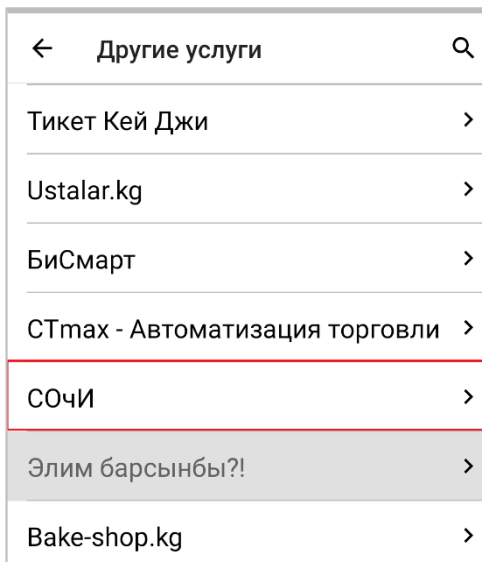 Другие услуги
Тикет Кей Джи
Ustalar.kg
БиСмарт
CTmax - Автоматизация торговли
СОчИ
Элим барсынбы?!
Bake-shop.kg